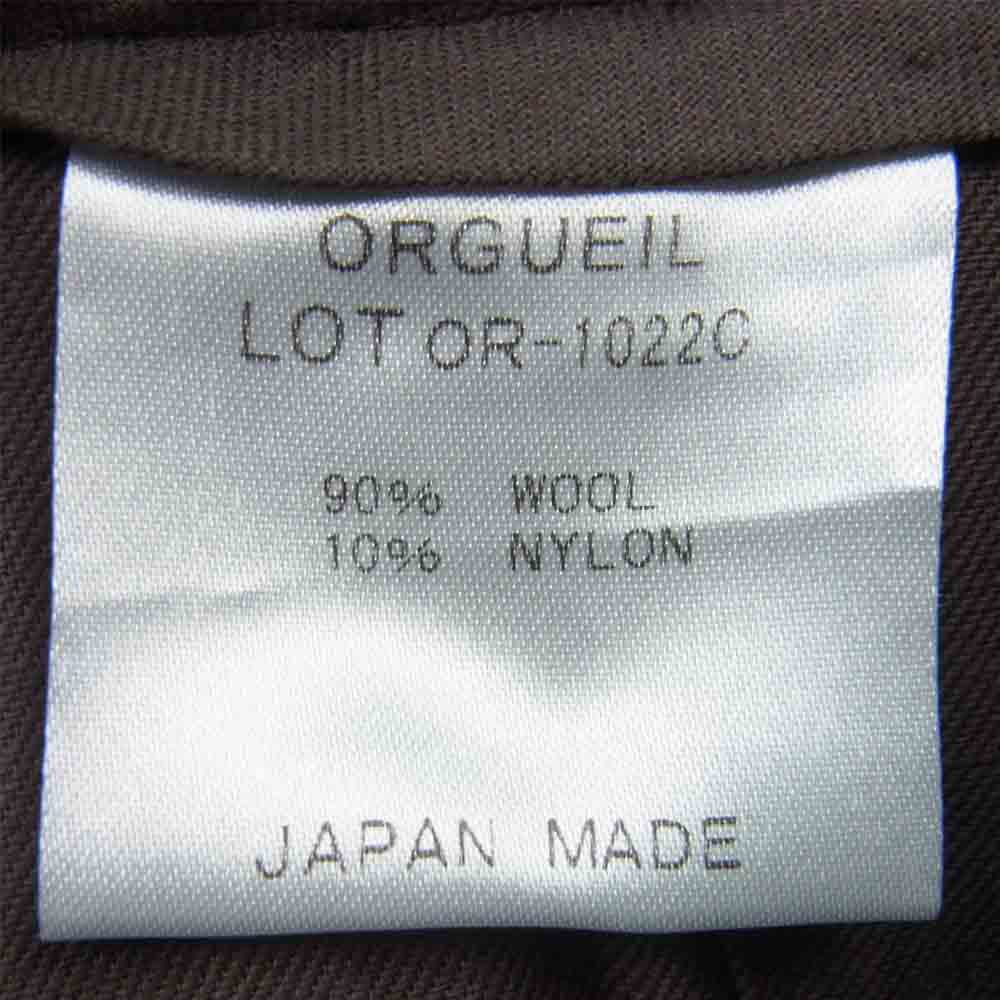 ORGUEIL
LOT OR-1022C
90% WOOL
10% NYLON
JAPAN MADE